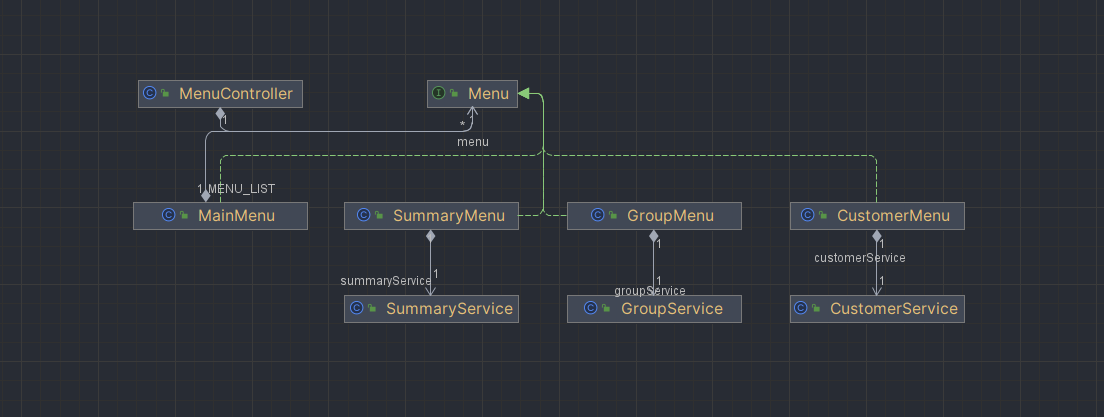 MenuController
Menu
1
*
menu
1 MENU_LIST
MainMenu
SummaryMenu
GroupMenu
CustomerMenu
1
1
customerService
summaryService
1
1
1
groupService
SummaryService
GroupService
CustomerService